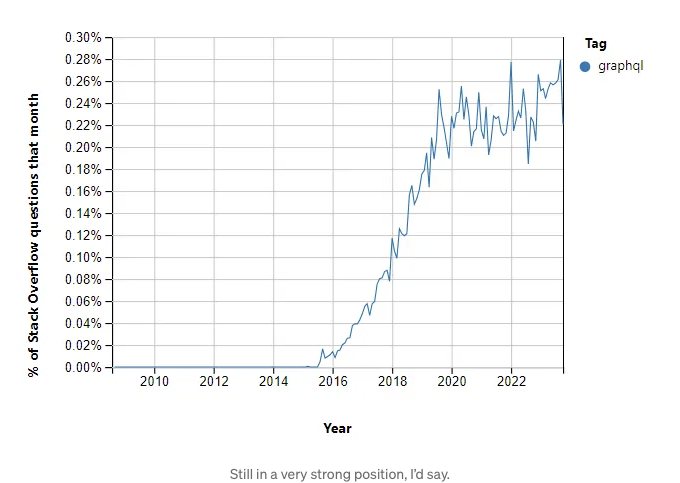 % of Stack Overflow questions that month
0.30%
0.28%
0.26%
0.24%
0.22%
0.20%
0.18%
0.16%
0.14%
0.12%
0.10%
0.08%
0.06%
0.04%
0.02%
0.00%
2010 2012 2014 2016 2018 2020 2022
Year
Tag
graphql
Still in a very strong position, I'd say.